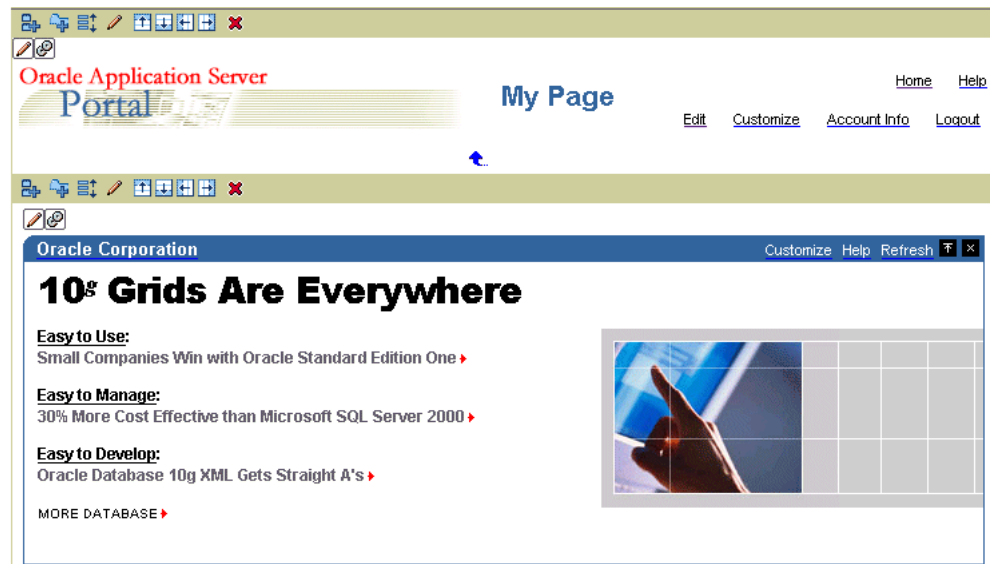 Oracle Application Server
Portal
My Page
Home Help
Edit Customize Account Info Logout
Oracle Corporation
Customize Help Refresh
10g Grids Are Everywhere
Easy to Use:
Small Companies Win with Oracle Standard Edition One
Easy to Manage:
30% More Cost Effective than Microsoft SQL Server 2000
Easy to Develop:
Oracle Database 10g XML Gets Straight A's
MORE DATABASE